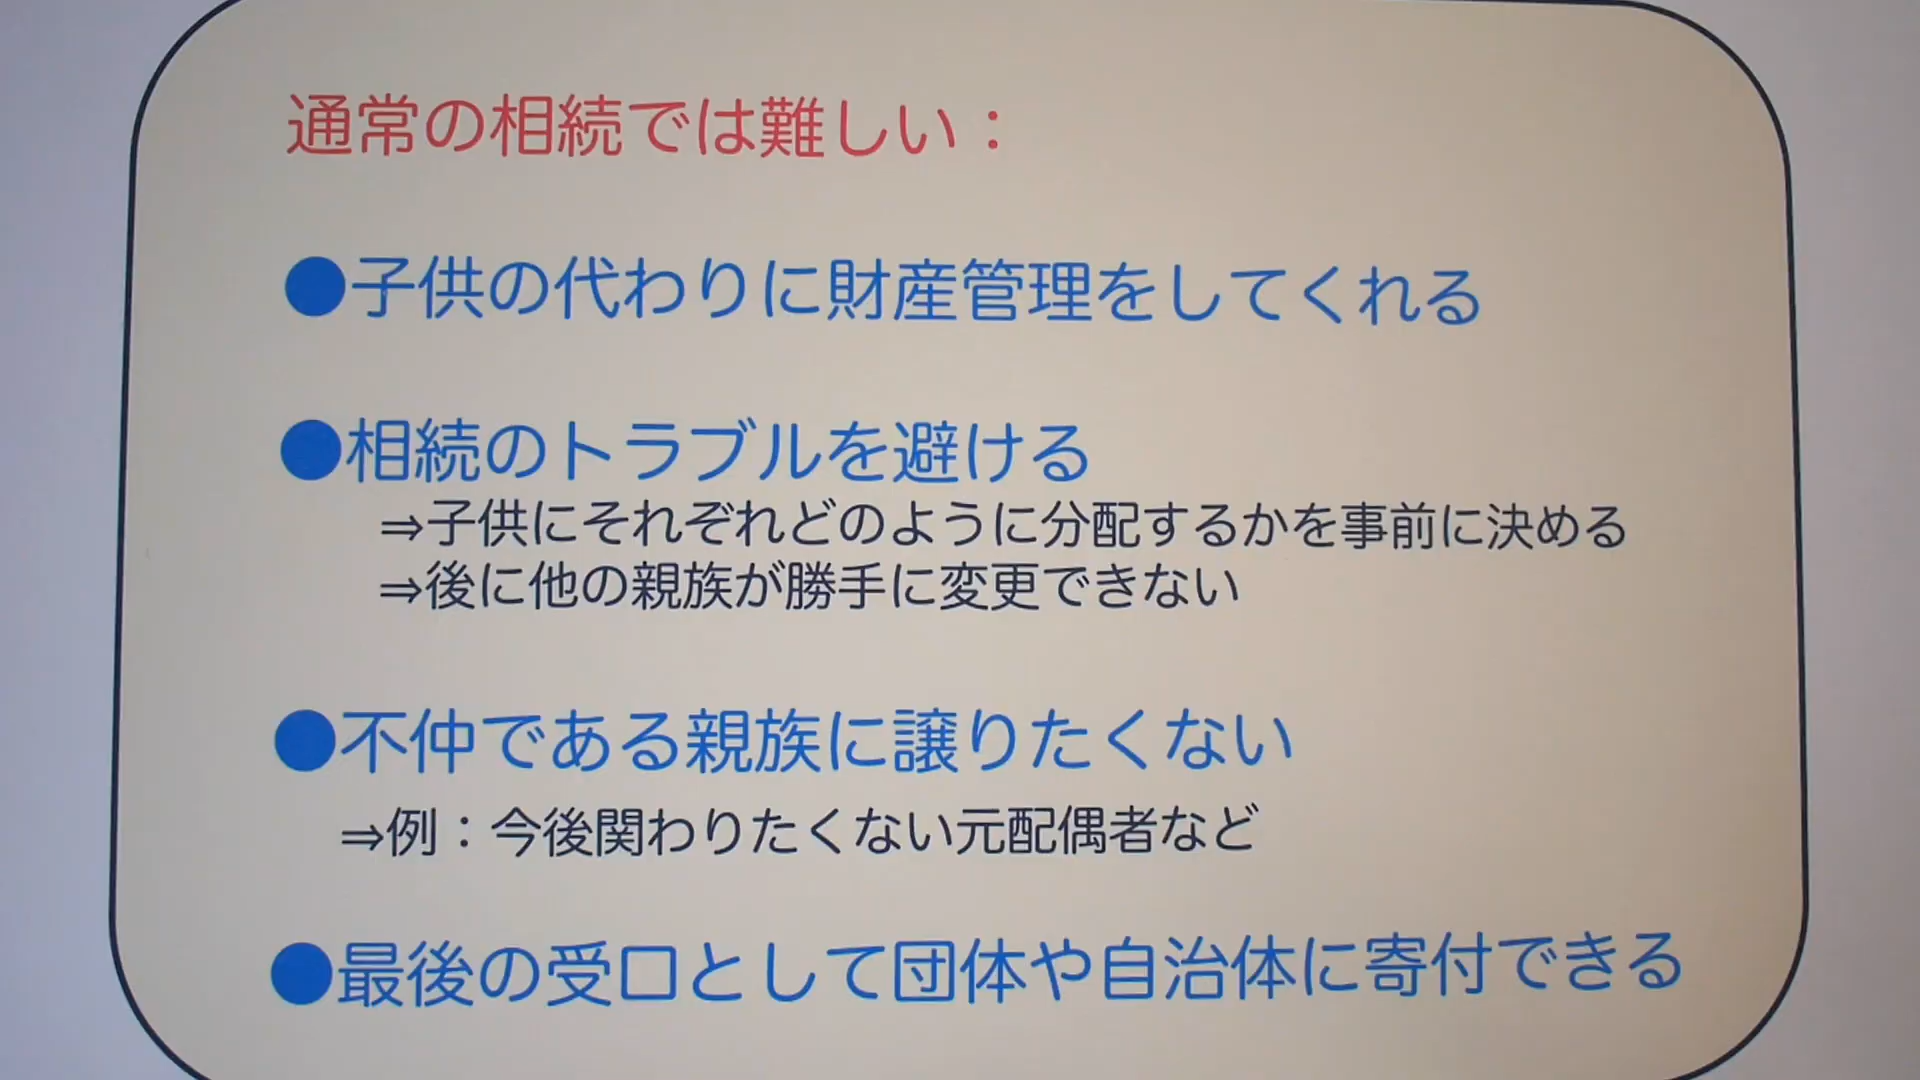 通常の相続では難しい：
●子供の代わりに財産管理をしてくれる
●相続のトラブルを避ける
⇒子供にそれぞれどのように分配するかを事前に決める
⇒後に他の親族が勝手に変更できない
●不仲である親族に譲りたくない
⇒例：今後関わりたくない元配偶者など
●最後の受口として団体や自治体に寄付できる